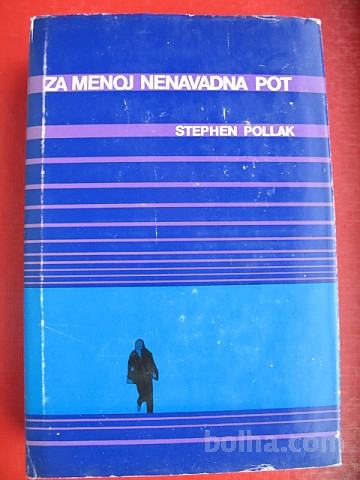 ZA MENOJ NENAVADNA POT
STEPHEN POLLAK
bolha.com